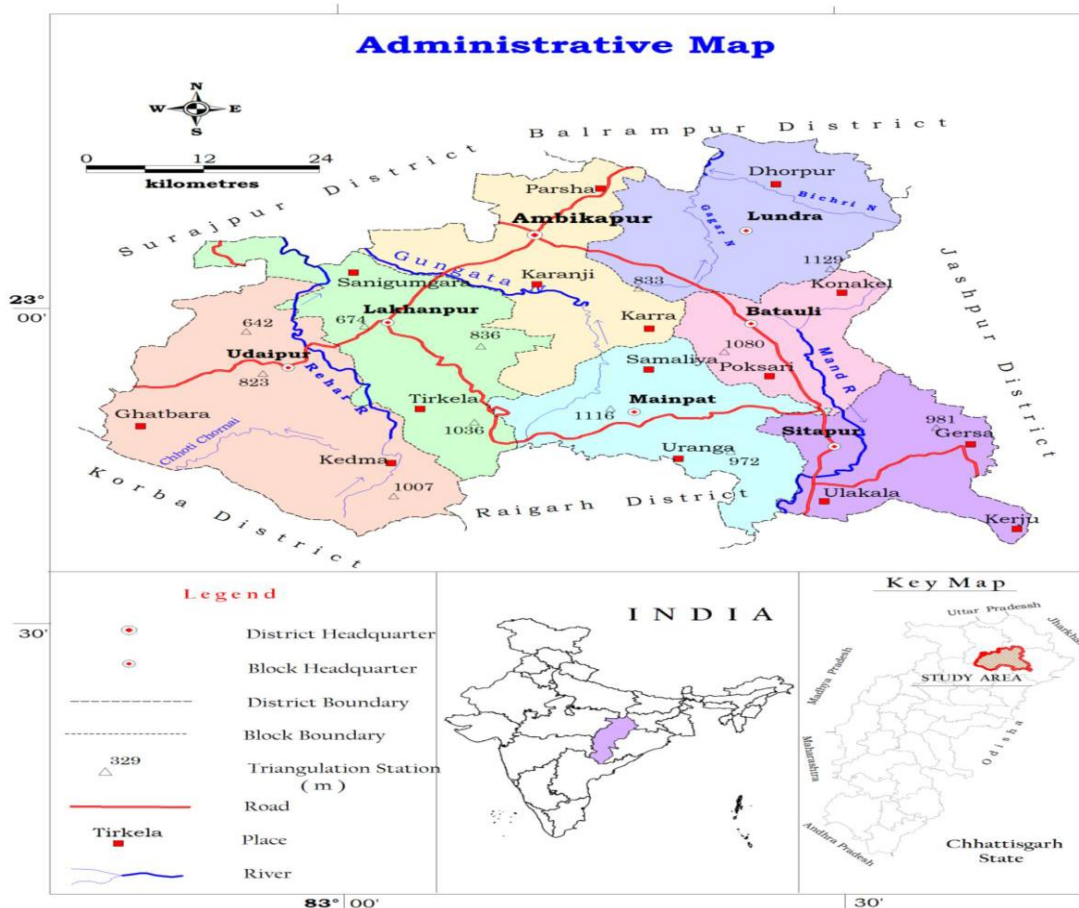 Administrative Map
N
W E
S
0 12 24
kilometres
Surajpur District
Balrampur District
Jashpur District
Korba District
Raigarh District
Parsha
Dhorpur
Bichri N
Ambikapur
Gagar N
Lundra
Gungata N
Sanigumgara
Karanji
833
1129
Konakel
23°
00'
Lakhanpur
674
Karra
Batauli
642
836
1080
Samaliya
Poksari
Mand R
Udaipur
823
Rehar R
Tirkela
1116
Mainpat
Ghatbara
1036
Sitapur
981
Gersa
Chhoti Chornai
Kedma
Uranga
972
1007
Ulakala
Kerju
30'
Legend
District Headquarter
Block Headquarter
District Boundary
Block Boundary
329
Triangulation Station
( m )
Road
Tirkela
Place
River
INDIA
Key Map
Uttar Pradessh
Jharkhand
Madhya Pradesh
STUDY AREA
Odisha
Maharashtra
Andhra Pradesh
Chhattisgarh
State
83° 00'
30'